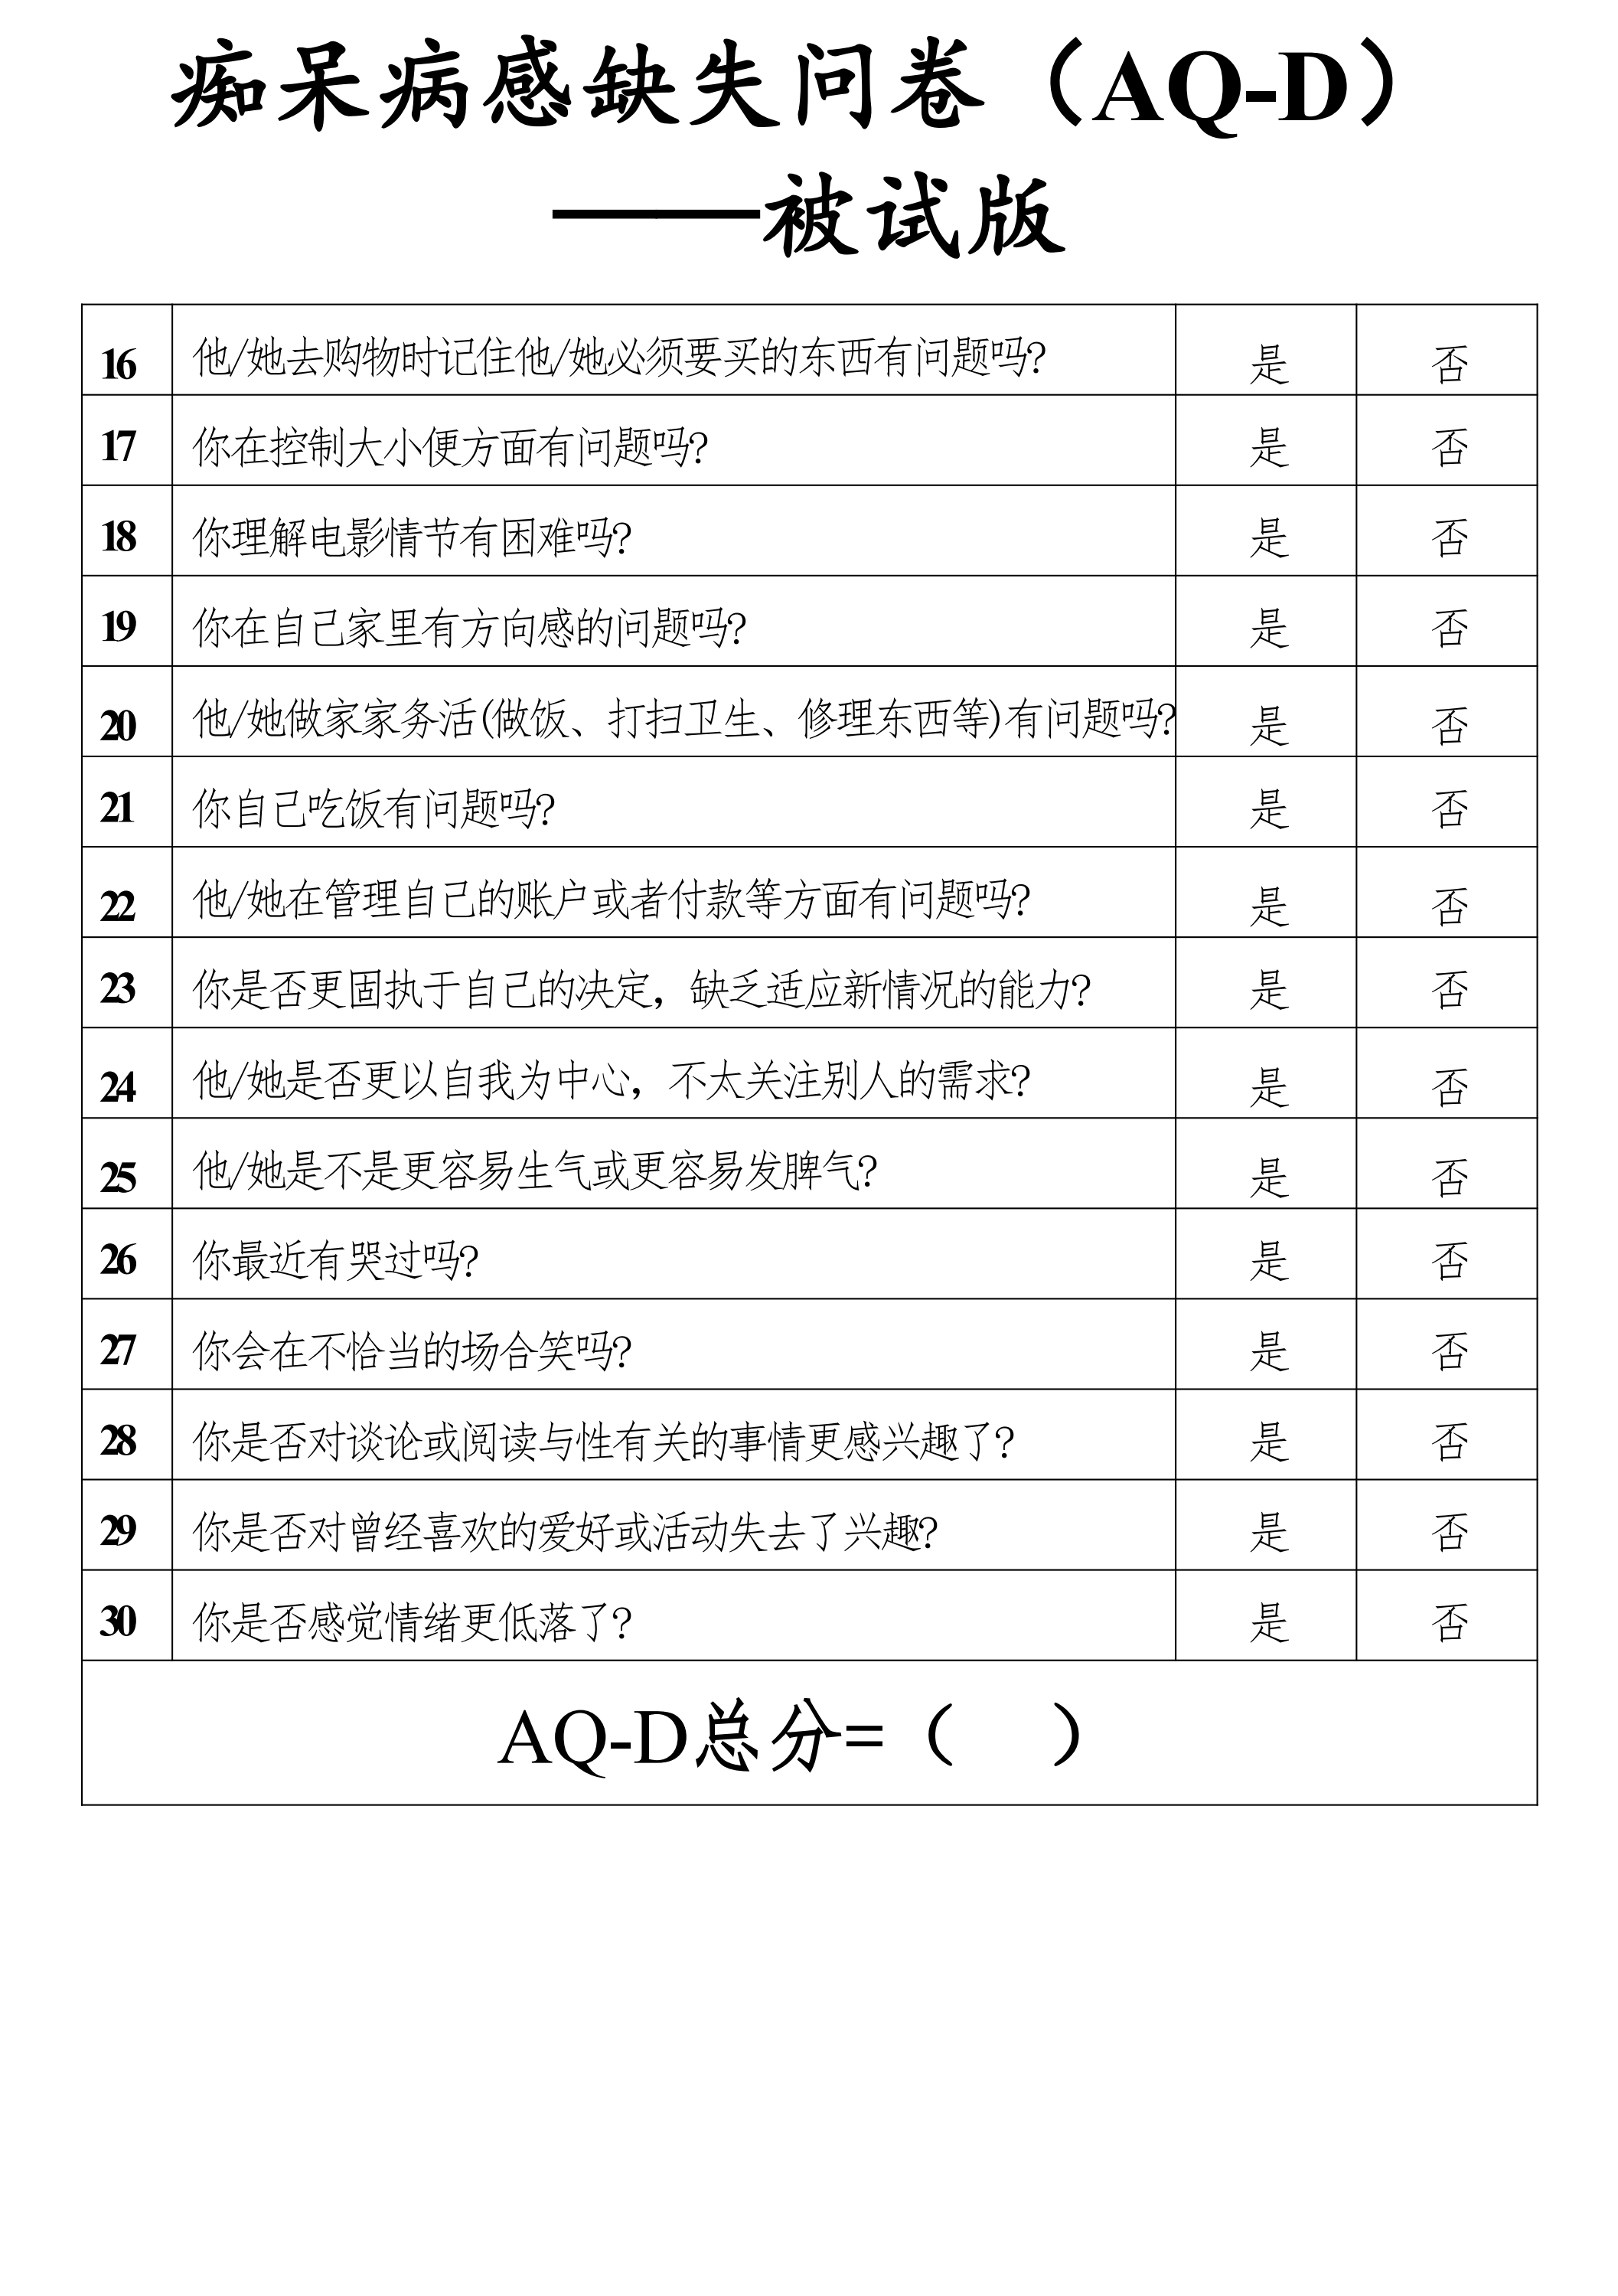 痴呆病感缺失问卷（AQ-D）
——被试版
16 他/她去购物时记住他/她必须要买的东西有问题吗? 是 否
17 你在控制大小便方面有问题吗? 是 否
18 你理解电影情节有困难吗? 是 否
19 你在自己家里有方向感的问题吗? 是 否
20 他/她做家家务活(做饭、打扫卫生、修理东西等)有问题吗? 是 否
21 你自己吃饭有问题吗? 是 否
22 他/她在管理自己的账户或者付款等方面有问题吗? 是 否
23 你是否更固执于自己的决定，缺乏适应新情况的能力? 是 否
24 他/她是否更以自我为中心，不太关注别人的需求? 是 否
25 他/她是不是更容易生气或更容易发脾气? 是 否
26 你最近有哭过吗? 是 否
27 你会在不恰当的场合笑吗? 是 否
28 你是否对谈论或阅读与性有关的事情更感兴趣了? 是 否
29 你是否对曾经喜欢的爱好或活动失去了兴趣? 是 否
30 你是否感觉情绪更低落了? 是 否
AQ-D总分=（ ）